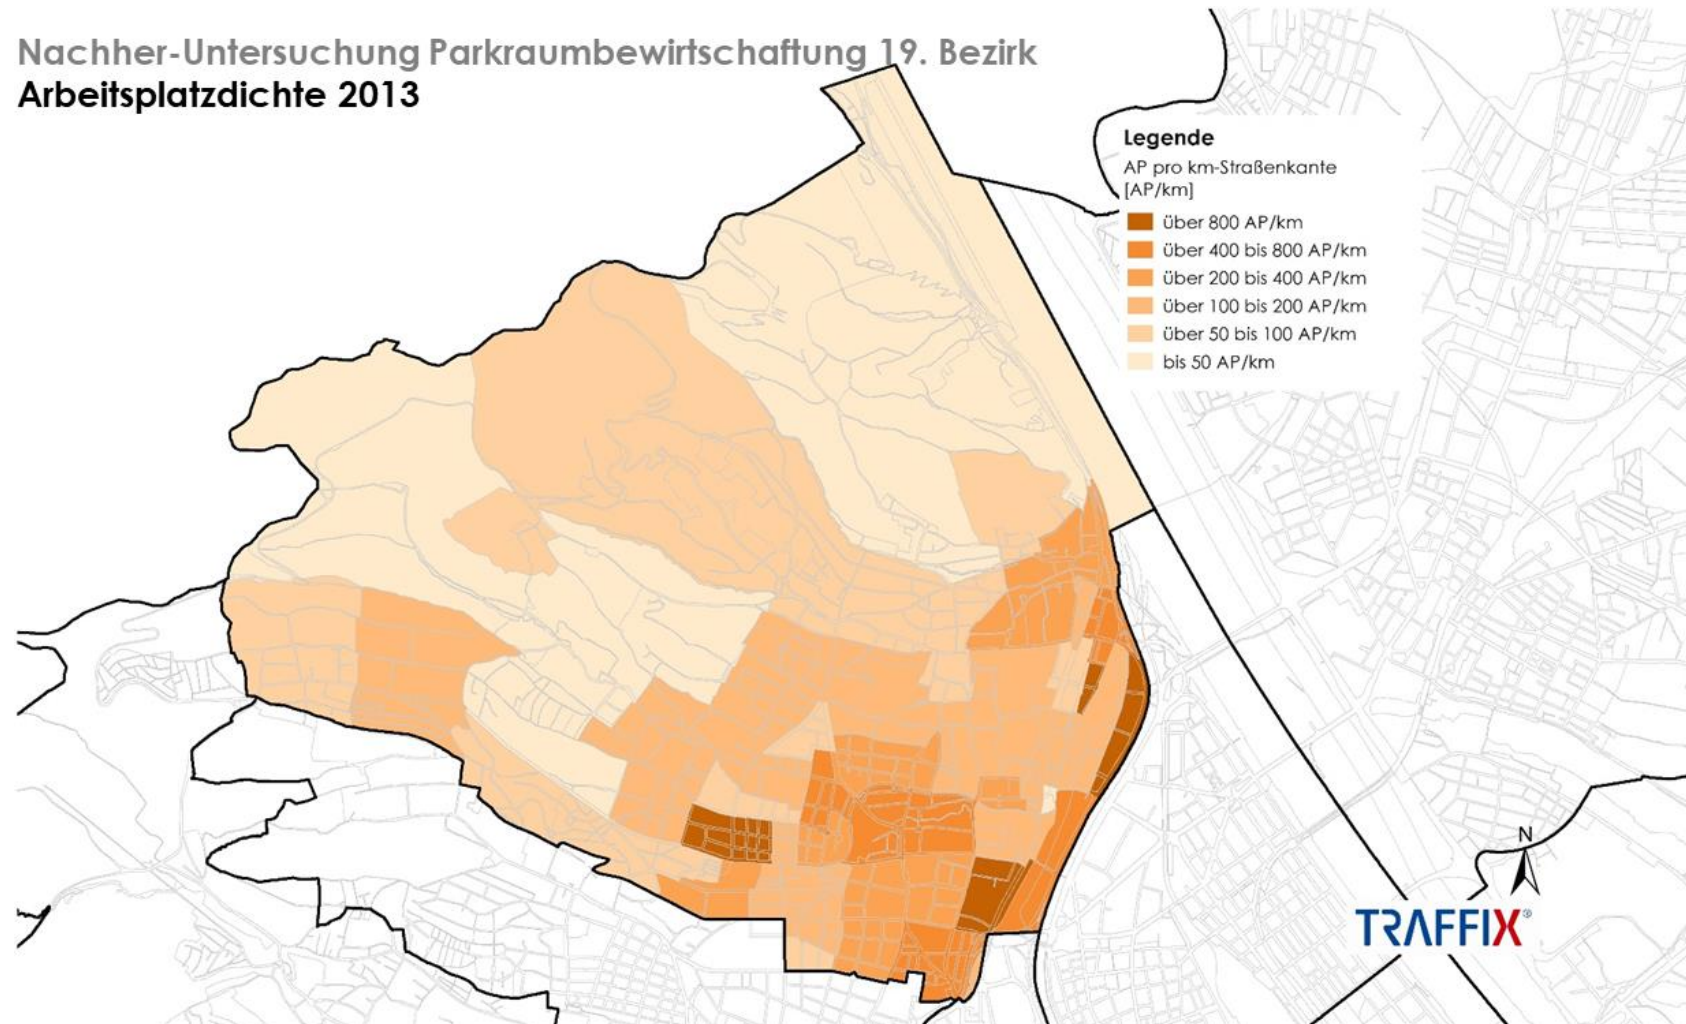 Nachher-Untersuchung Parkraumbewirtschaftung 19. Bezirk
Arbeitsplatzdichte 2013
Legende
AP pro km-Straßenkante
[AP/km]
über 800 AP/km
über 400 bis 800 AP/km
über 200 bis 400 AP/km
über 100 bis 200 AP/km
über 50 bis 100 AP/km
bis 50 AP/km
N
TRAFFIX®